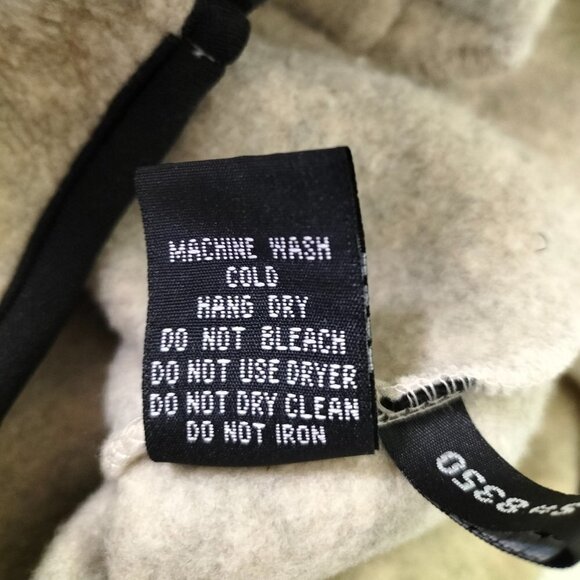 MACHINE WASH
COLD
HANG DRY
DO NOT BLEACH
DO NOT USE DRYER
DO NOT DRY CLEAN
DO NOT IRON
8350